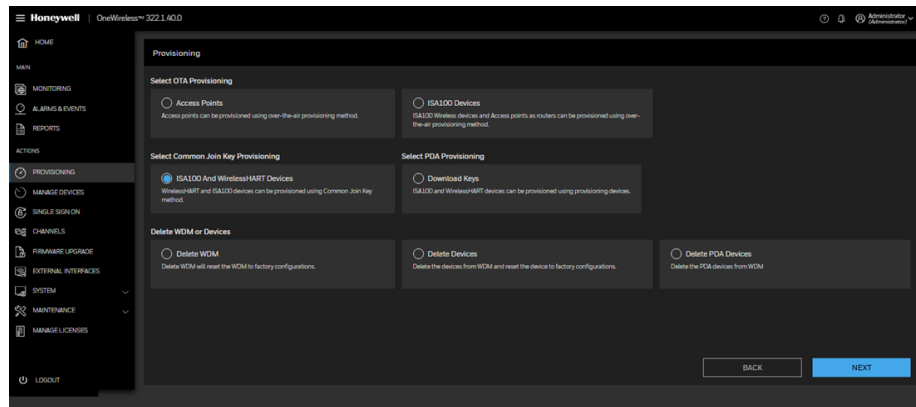 Honeywell | OneWireless™ 322.1.40.0
Administrator
(Administrator)
HOME
MAIN
MONITORING
ALARMS & EVENTS
REPORTS
ACTIONS
PROVISIONING
MANAGE DEVICES
SINGLE SIGN ON
CHANNELS
FIRMWARE UPGRADE
EXTERNAL INTERFACES
SYSTEM
MAINTENANCE
MANAGE LICENSES
LOGOUT
Provisioning
Select OTA Provisioning
Access Points
Access points can be provisioned using over-the-air provisioning method.
ISA100 Devices
ISA100 Wireless devices and Access points as routers can be provisioned using over-
the-air provisioning method.
Select Common Join Key Provisioning
ISA100 And WirelessHART Devices
WirelessHART and ISA100 devices can be provisioned using Common Join Key
method.
Select PDA Provisioning
Download Keys
ISA100 and WirelessHART devices can be provisioned using provisioning devices.
Delete WDM or Devices
Delete WDM
Delete WDM will reset the WDM to factory configurations.
Delete Devices
Delete the devices from WDM and reset the device to factory configurations.
Delete PDA Devices
Delete the PDA devices from WDM
BACK
NEXT